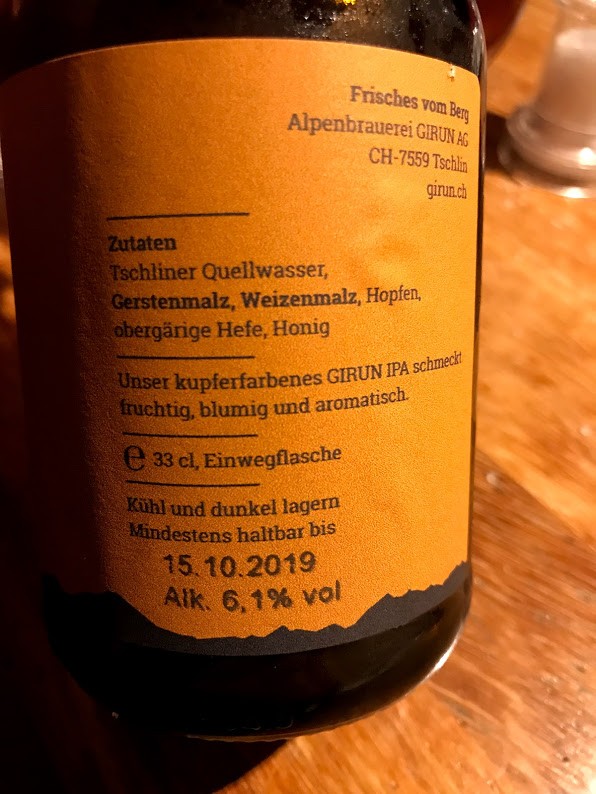 Frisches vom Berg
Alpenbrauerei GIRUN AG
CH-7559 Tschlin
girun.ch
Zutaten
Tschliner Quellwasser,
Gerstenmalz, Weizenmalz, Hopfen,
obergärige Hefe, Honig
Unser kupferfarbenes GIRUN IPA schmeckt
fruchtig, blumig und aromatisch.
℮ 33 cl, Einwegflasche
Kühl und dunkel lagern
Mindestens haltbar bis
15.10.2019
Alk. 6,1% vol